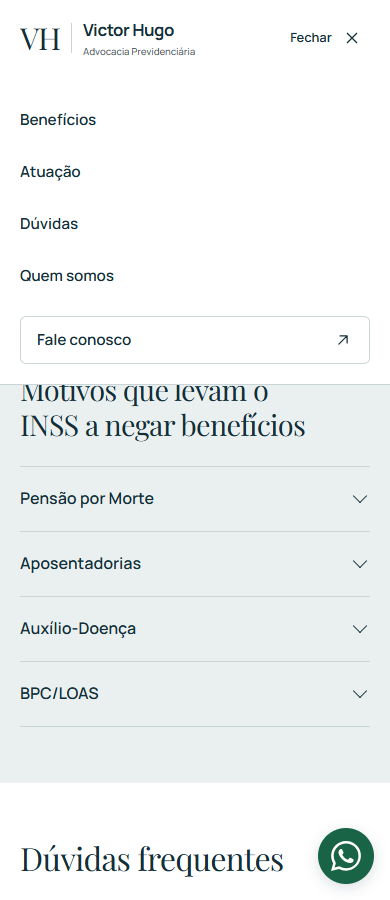 VH
Victor Hugo
Advocacia Previdenciária
Fechar
Benefícios
Atuação
Dúvidas
Quem somos
Fale conosco
Motivos que levam o
INSS a negar benefícios
Pensão por Morte
Aposentadorias
Auxílio-Doença
BPC/LOAS
Dúvidas frequentes